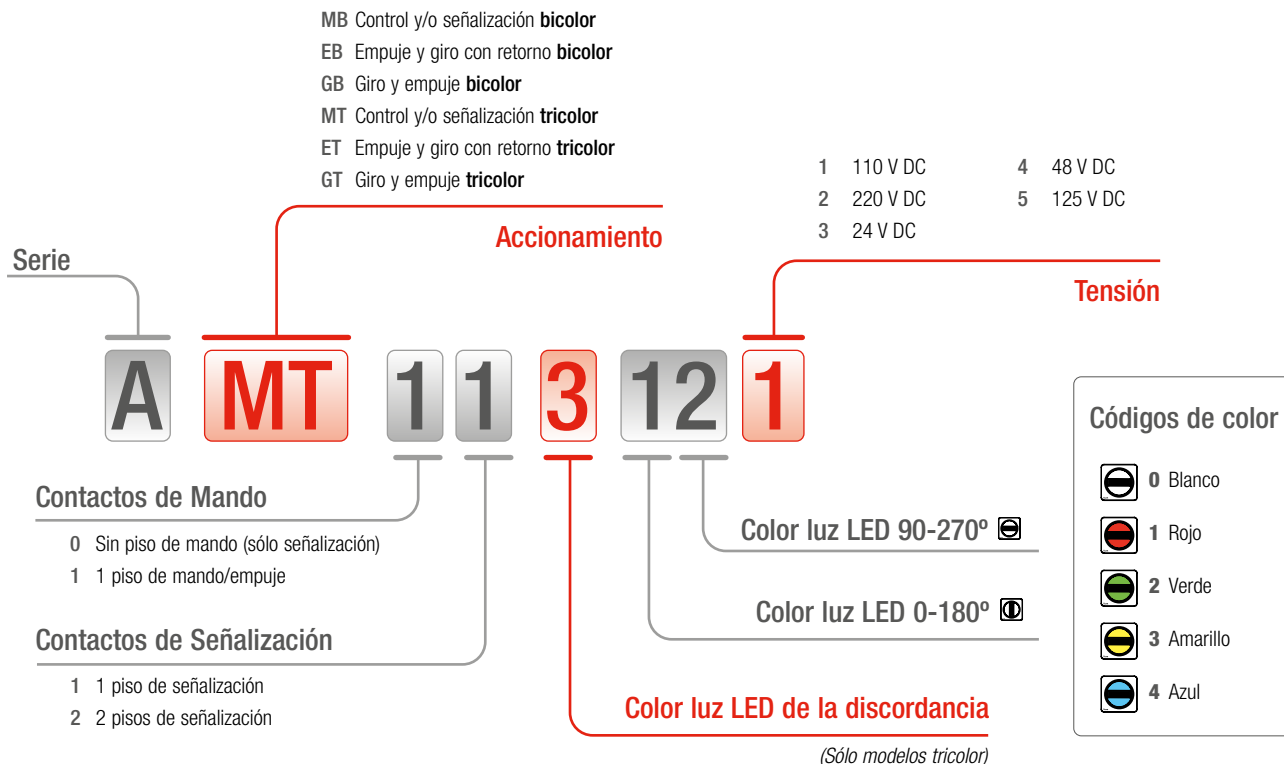 MB Control y/o señalización bicolor
EB Empuje y giro con retorno bicolor
GB Giro y empuje bicolor
MT Control y/o señalización tricolor
ET Empuje y giro con retorno tricolor
GT Giro y empuje tricolor
Accionamiento
1 110 V DC
2 220 V DC
3 24 V DC
4 48 V DC
5 125 V DC
Tensión
Serie
A MT 1 1 3 12 1
Contactos de Mando
0 Sin piso de mando (sólo señalización)
1 1 piso de mando/empuje
Contactos de Señalización
1 1 piso de señalización
2 2 pisos de señalización
Color luz LED 90-270º
Color luz LED 0-180º
Color luz LED de la discordancia
(Sólo modelos tricolor)
Códigos de color
0 Blanco
1 Rojo
2 Verde
3 Amarillo
4 Azul